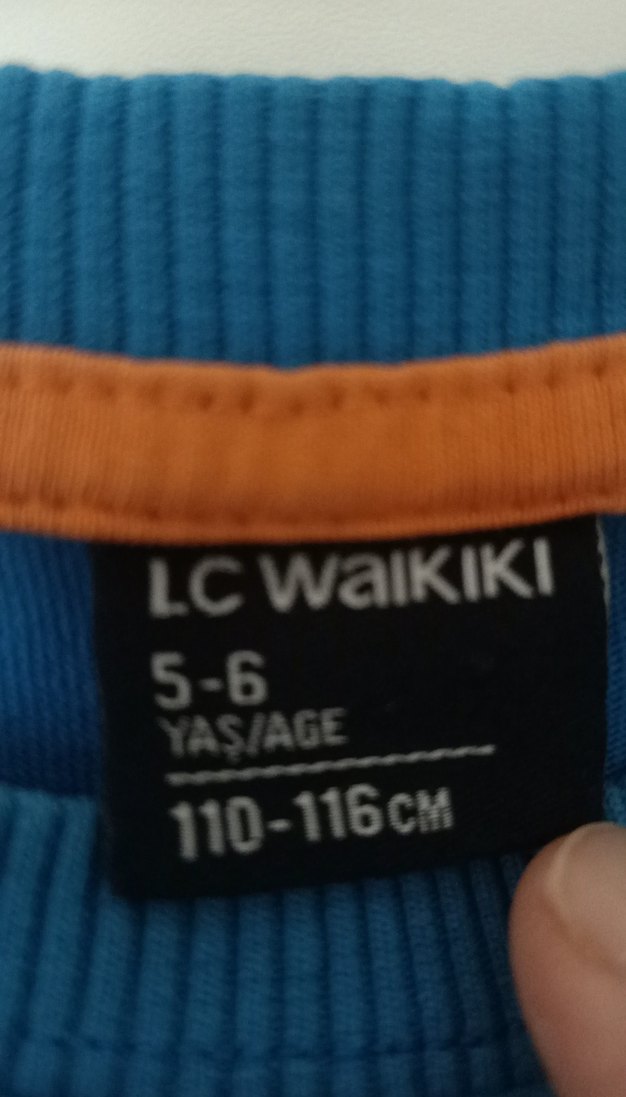 LC Waikiki
5-6
YAŞ/AGE
110-116CM